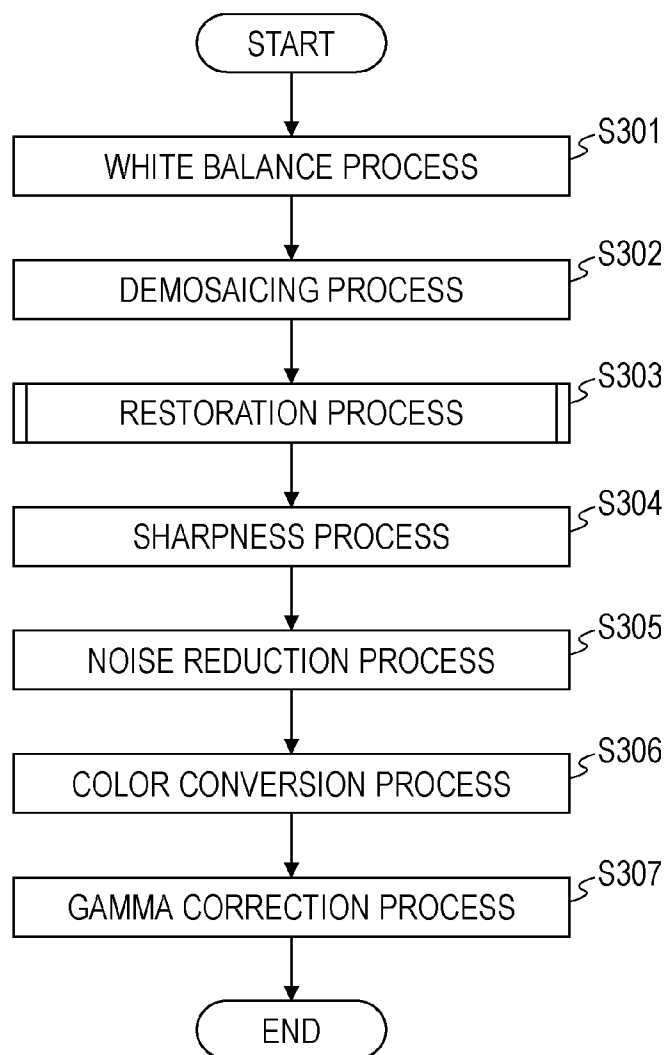 START
S301
WHITE BALANCE PROCESS
S302
DEMOSAICING PROCESS
S303
RESTORATION PROCESS
S304
SHARPNESS PROCESS
S305
NOISE REDUCTION PROCESS
S306
COLOR CONVERSION PROCESS
S307
GAMMA CORRECTION PROCESS
END